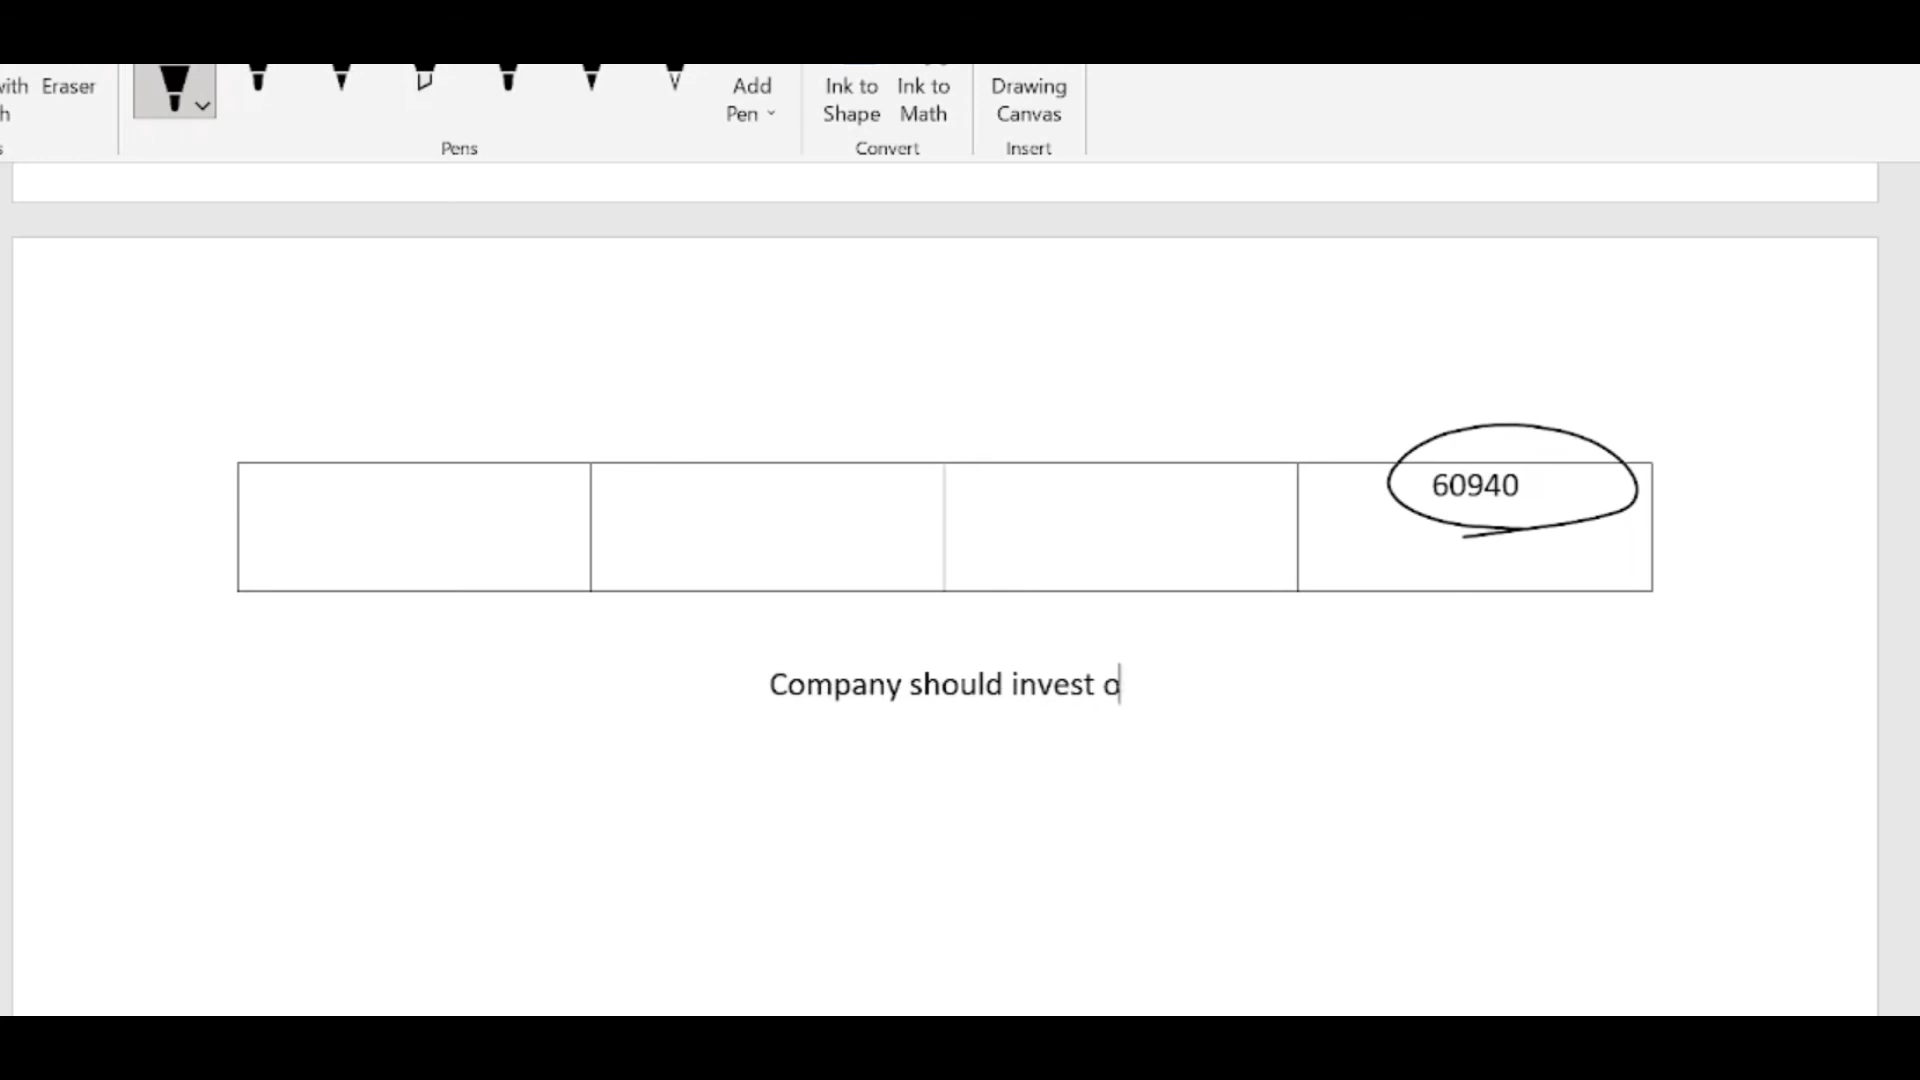 with Eraser
h
s
Pens
Add
Pen
Ink to
Shape
Ink to
Math
Convert
Drawing
Canvas
Insert
60940
Company should invest o